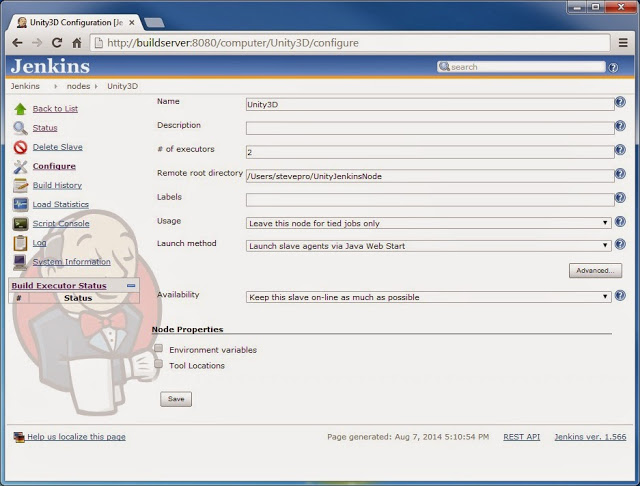 Unity3D Configuration [Je
http://buildserver:8080/computer/Unity3D/configure
Jenkins
search
Jenkins nodes Unity3D
Back to List
Status
Delete Slave
Configure
Build History
Load Statistics
Script Console
Log
System Information
Build Executor Status
# Status
Name Unity3D
Description
# of executors 2
Remote root directory /Users/stevepro/UnityJenkinsNode
Labels
Usage Leave this node for tied jobs only
Launch method Launch slave agents via Java Web Start
Advanced...
Availability Keep this slave on-line as much as possible
Node Properties
Environment variables
Tool Locations
Save
Help us localize this page Page generated: Aug 7, 2014 5:10:54 PM REST API Jenkins ver. 1.566